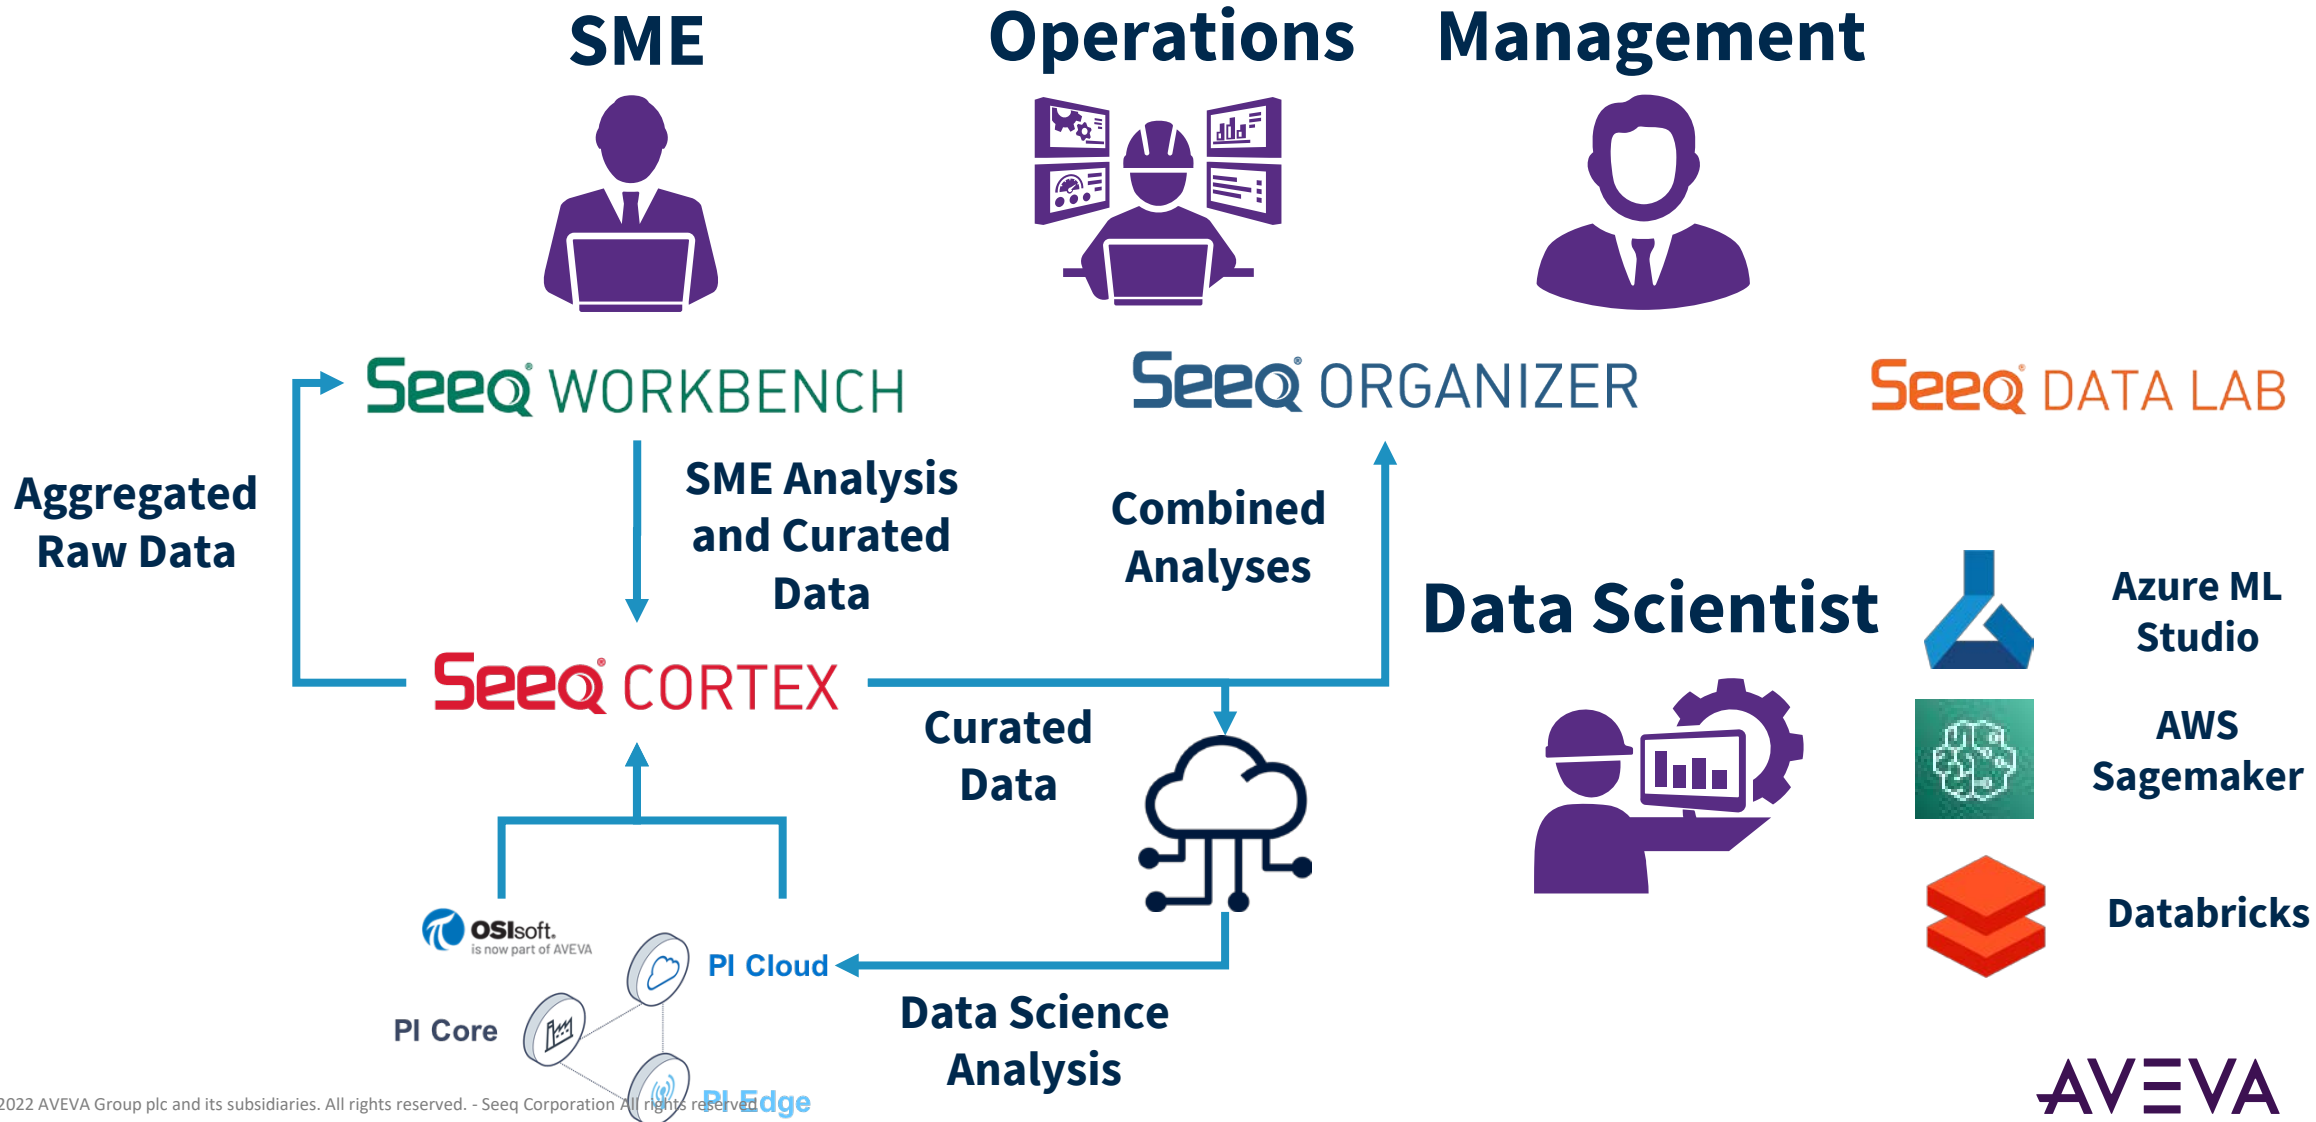 SME
Operations
Management
Seeq® WORKBENCH
Seeq® ORGANIZER
Seeq® DATA LAB
Aggregated
Raw Data
SME Analysis
and Curated
Data
Combined
Analyses
Data Scientist
Azure ML
Studio
Seeq® CORTEX
Curated
Data
AWS
Sagemaker
Databricks
OSIsoft.
is now part of AVEVA
PI Cloud
PI Core
Data Science
Analysis
PI Edge
2022 AVEVA Group plc and its subsidiaries. All rights reserved. - Seeq Corporation All rights reserved
AVEVA